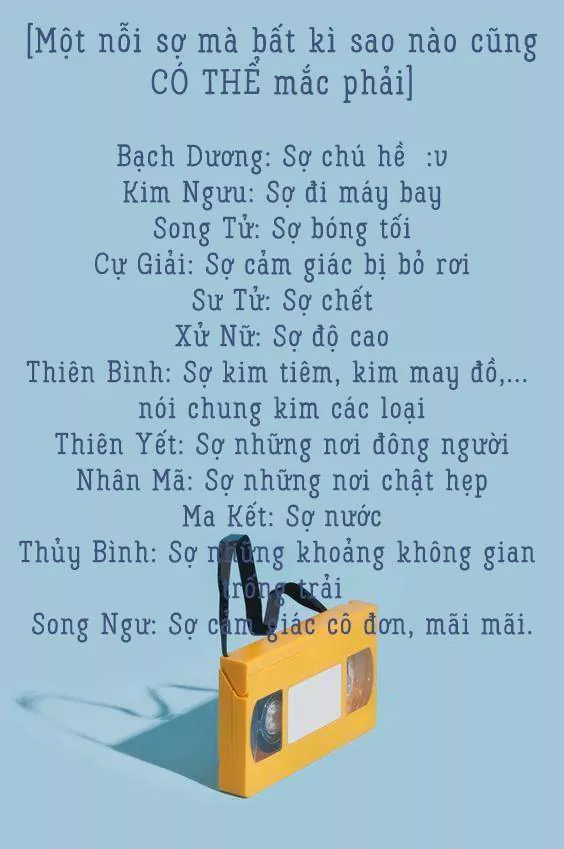 [Một nỗi sợ mà bất kì sao nào cũng
CÓ THỂ mắc phải]
Bạch Dương: Sợ chú hề :v
Kim Ngưu: Sợ đi máy bay
Song Tử: Sợ bóng tối
Cự Giải: Sợ cảm giác bị bỏ rơi
Sư Tử: Sợ chết
Xử Nữ: Sợ độ cao
Thiên Bình: Sợ kim tiêm, kim may đồ,...
nói chung kim các loại
Thiên Yết: Sợ những nơi đông người
Nhân Mã: Sợ những nơi chật hẹp
Ma Kết: Sợ nước
Thủy Bình: Sợ những khoảng không gian
trống trải
Song Ngư: Sợ cảm giác cô đơn, mãi mãi.